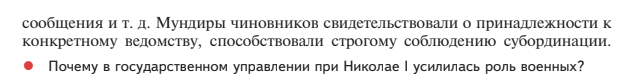 сообщения и т. д. Мундиры чиновников свидетельствовали о принадлежности к
конкретному ведомству, способствовали строгому соблюдению субординации.
● Почему в государственном управлении при Николае I усилилась роль военных?